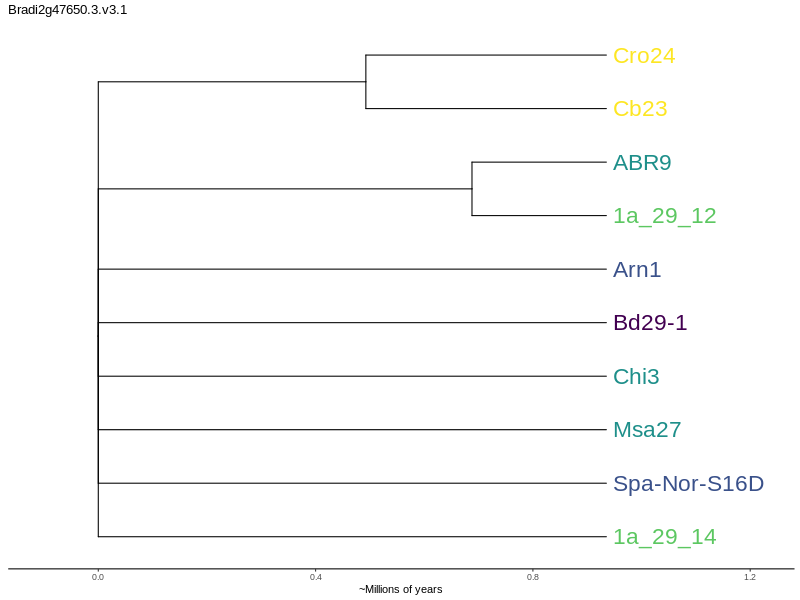 Bradi2g47650.3.v3.1
Cro24
Cb23
ABR9
1a_29_12
Arn1
Bd29-1
Chi3
Msa27
Spa-Nor-S16D
1a_29_14
0.0 0.4 0.8 1.2
~Millions of years